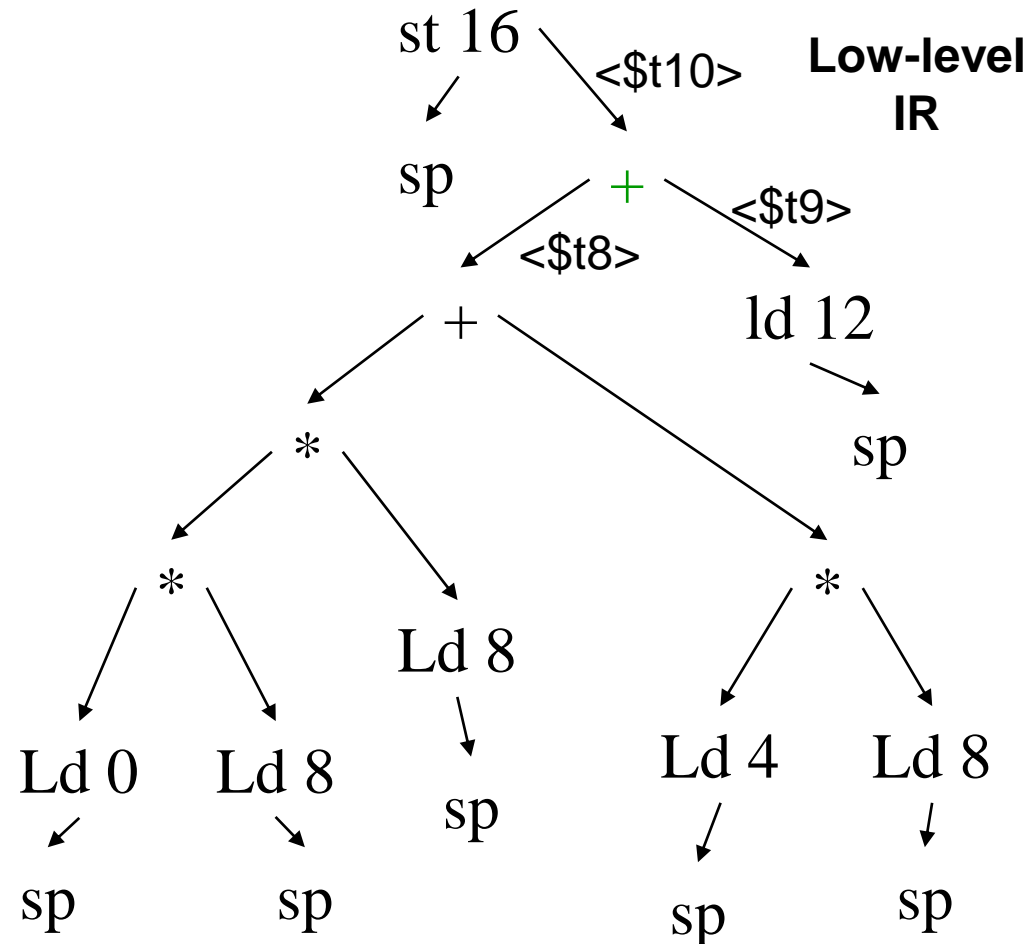 st 16
<$t10>
Low-level
IR
sp
+
<$t9>
<$t8>
+
ld 12
*
sp
*
*
Ld 8
Ld 0
Ld 8
Ld 4
Ld 8
sp
sp
sp
sp
sp